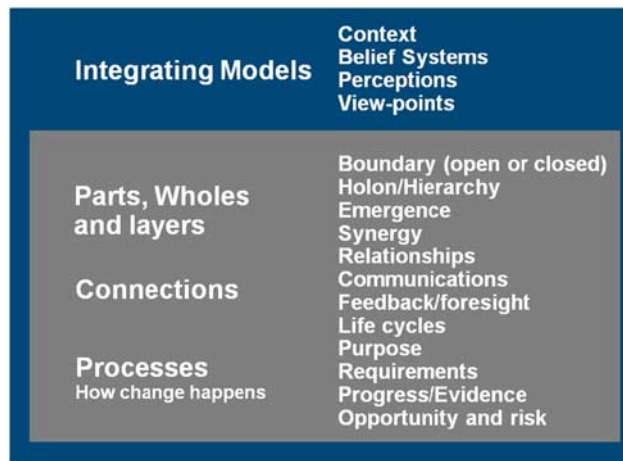 Integrating Models
Context
Belief Systems
Perceptions
View-points
Parts, Wholes
and layers
Connections
Processes
How change happens
Boundary (open or closed)
Holon/Hierarchy
Emergence
Synergy
Relationships
Communications
Feedback/foresight
Life cycles
Purpose
Requirements
Progress/Evidence
Opportunity and risk